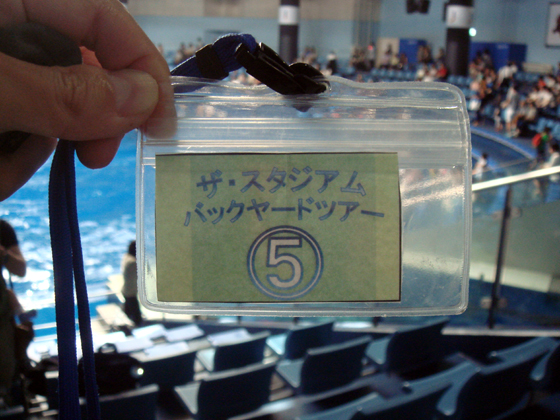 ザ・スタジアム
バックヤードツアー
⑤